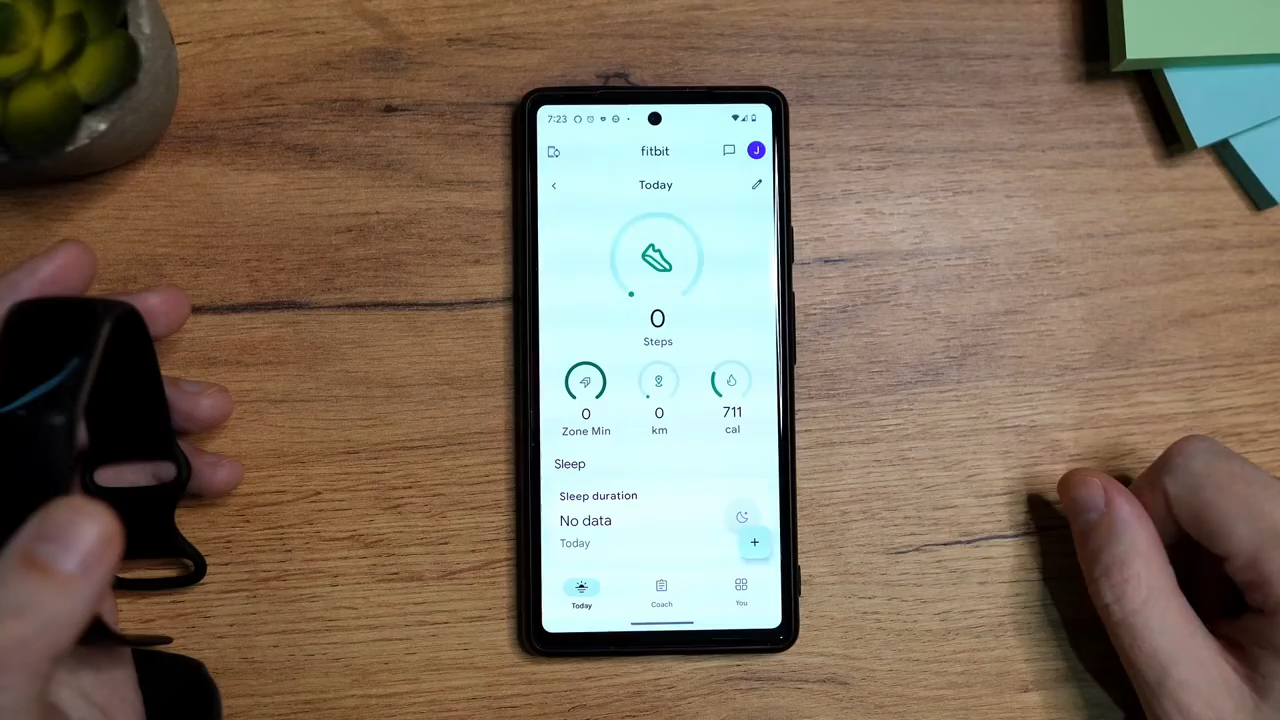 7:23
fitbit
J
Today
0
Steps
0
0
711
Zone Min
km
cal
Sleep
Sleep duration
No data
Today
+
Today
Coach
You